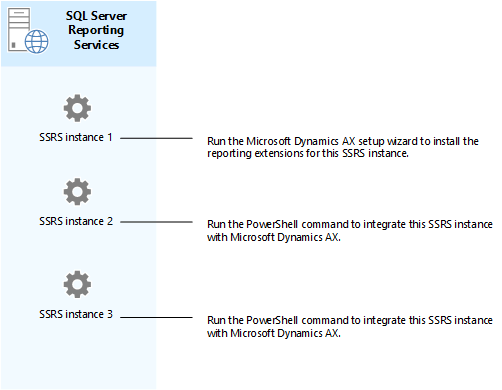 SQL Server
Reporting
Services
SSRS instance 1
Run the Microsoft Dynamics AX setup wizard to install the
reporting extensions for this SSRS instance.
SSRS instance 2
Run the PowerShell command to integrate this SSRS instance
with Microsoft Dynamics AX.
SSRS instance 3
Run the PowerShell command to integrate this SSRS instance
with Microsoft Dynamics AX.